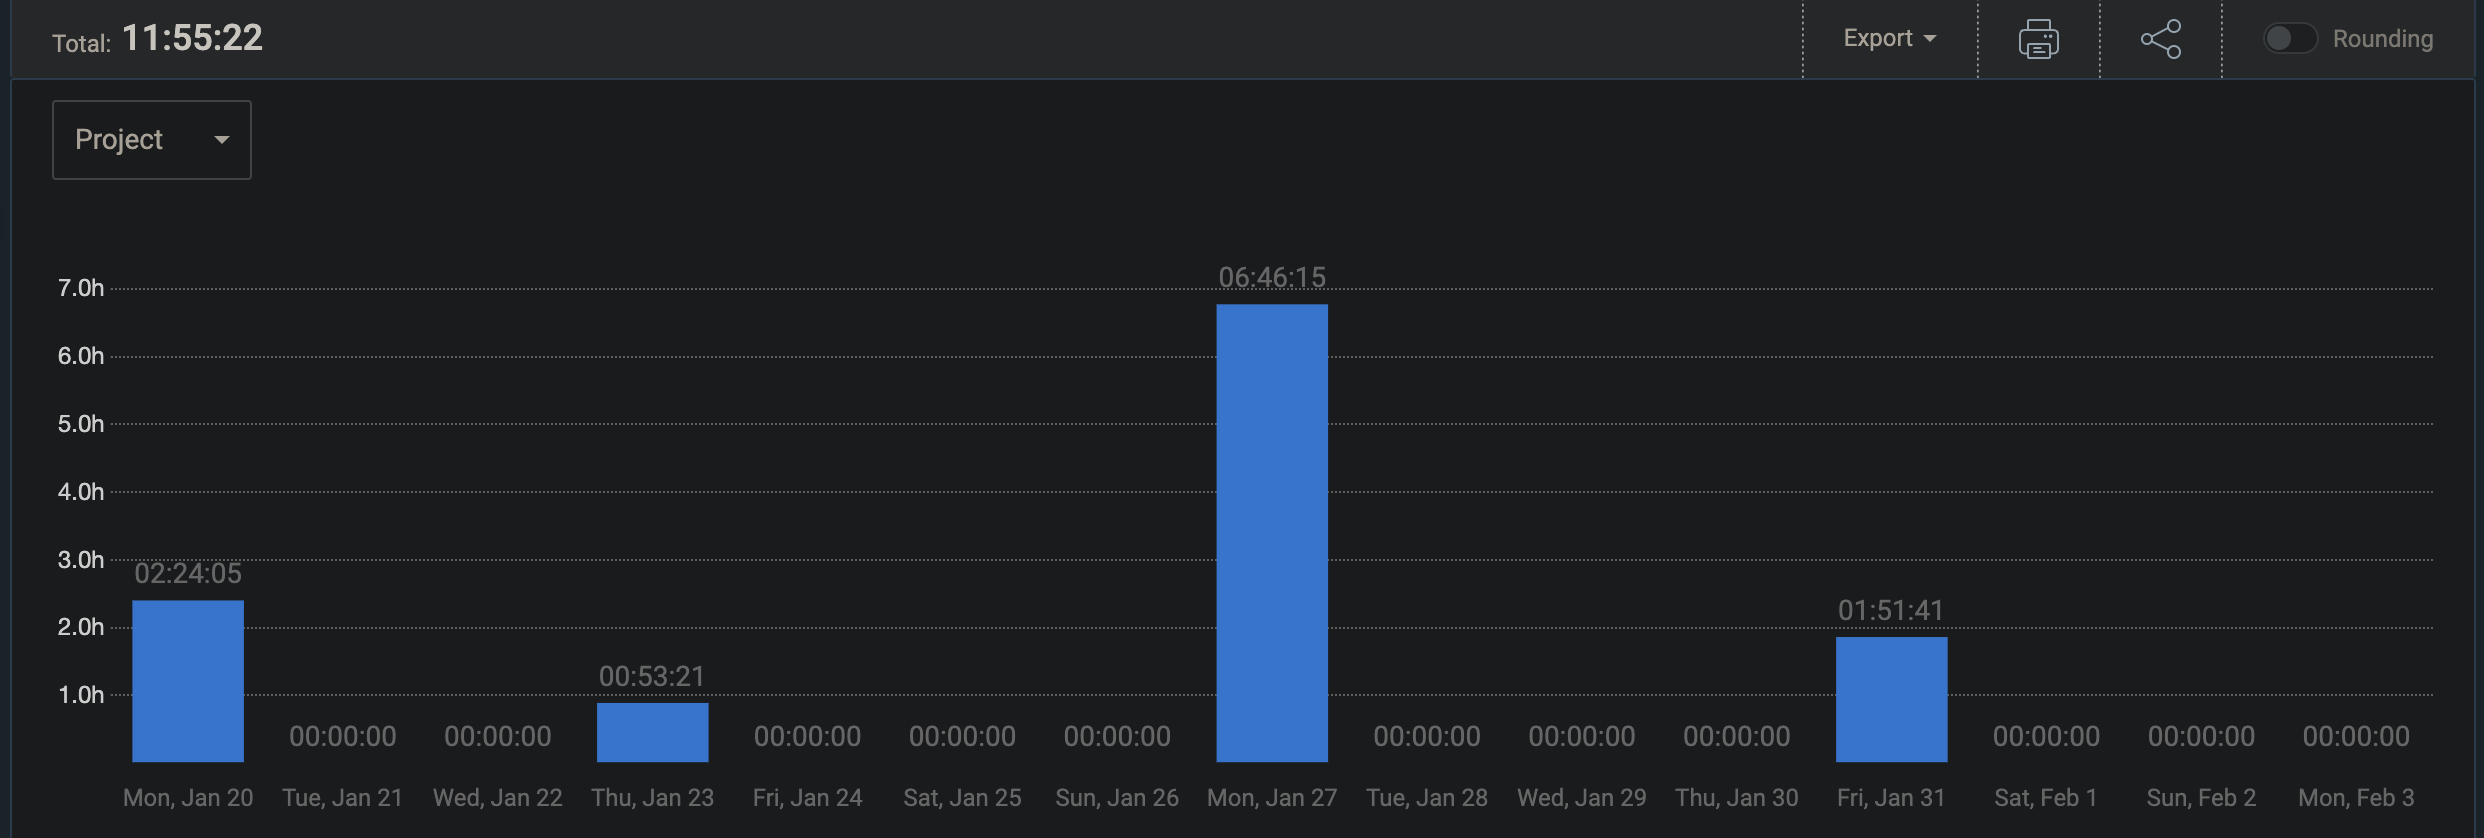 Total: 11:55:22
Export
Rounding
Project
7.0h
6.0h
5.0h
4.0h
3.0h
2.0h
1.0h
02:24:05
00:00:00
00:00:00
00:53:21
00:00:00
00:00:00
00:00:00
06:46:15
00:00:00
00:00:00
00:00:00
01:51:41
00:00:00
00:00:00
00:00:00
Mon, Jan 20
Tue, Jan 21
Wed, Jan 22
Thu, Jan 23
Fri, Jan 24
Sat, Jan 25
Sun, Jan 26
Mon, Jan 27
Tue, Jan 28
Wed, Jan 29
Thu, Jan 30
Fri, Jan 31
Sat, Feb 1
Sun, Feb 2
Mon, Feb 3